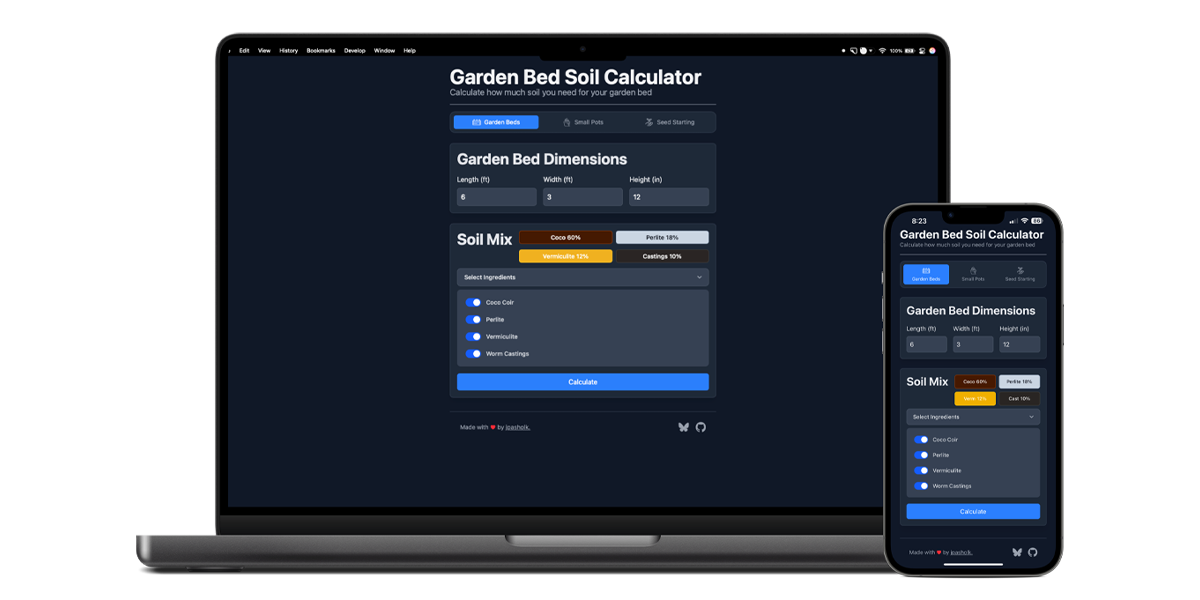 Edit View History Bookmarks Develop Window Help 100%
Garden Bed Soil Calculator
Calculate how much soil you need for your garden bed
Garden Beds Small Pots Seed Starting
Garden Bed Dimensions
Length (ft) Width (ft) Height (in)
6 3 12
Soil Mix
Coco 60% Perlite 18%
Vermiculite 12% Castings 10%
Select Ingredients
Coco Coir
Perlite
Vermiculite
Worm Castings
Calculate
Made with by
8:23
Garden Bed Soil Calculator
Calculate how much soil you need for your garden bed
Garden Beds Small Pots Seed Starting
Garden Bed Dimensions
Length (ft) Width (ft) Height (in)
6 3 12
Soil Mix
Coco 60% Perlite 18%
Verm 12% Cast 10%
Select Ingredients
Coco Coir
Perlite
Vermiculite
Worm Castings
Calculate
Made with by